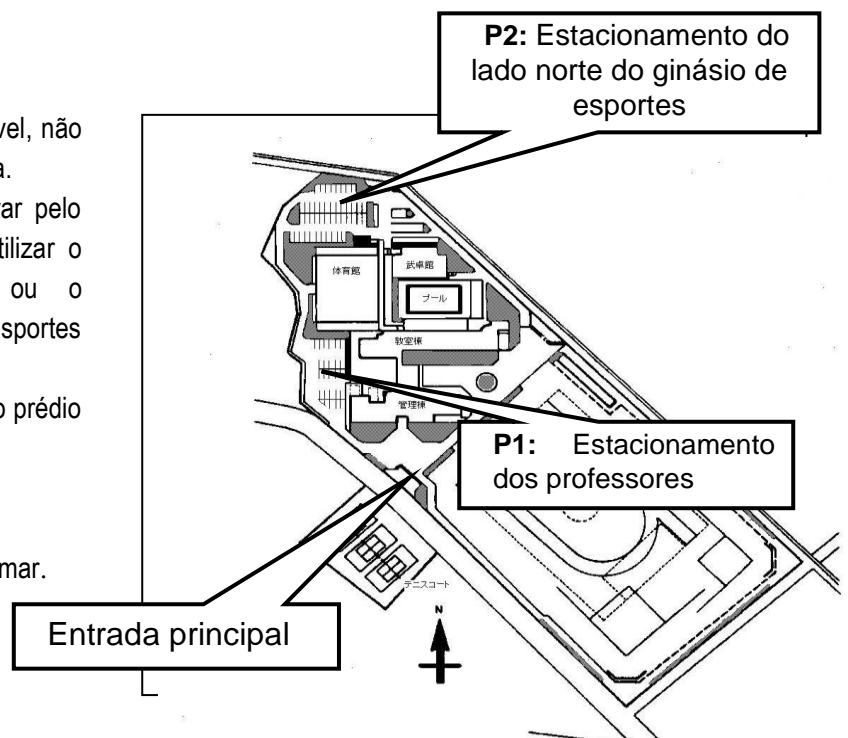 P2: Estacionamento do
lado norte do ginásio de
esportes
vel, não
a.
ar pelo
tilizar o
ou o
sportes
o prédio
mar.
体育館
武卓館
プール
教室棟
管理棟
P1: Estacionamento
dos professores
テニスコート
Entrada principal
N